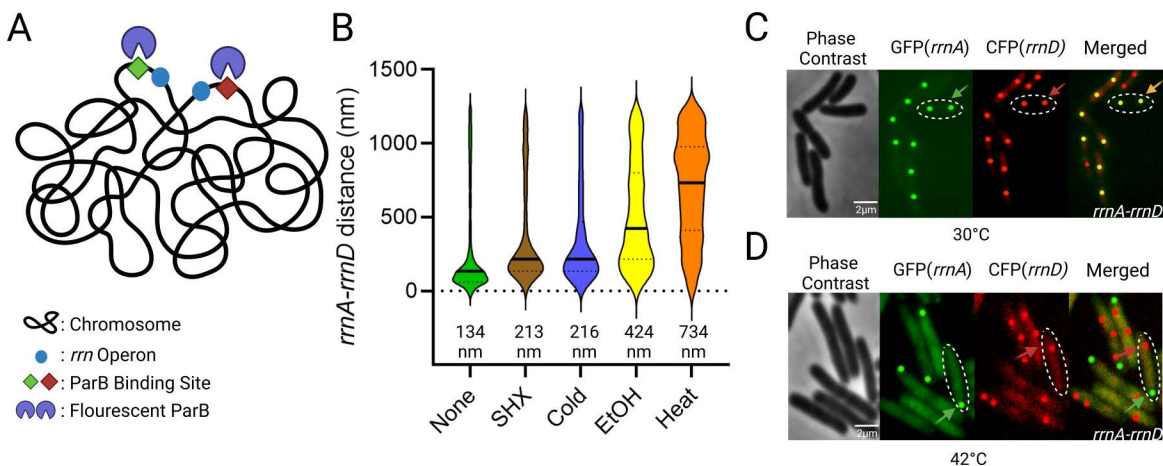 A
: Chromosome
: rrn Operon
: ParB Binding Site
: Flourescent ParB
B
rrnA-rrnD distance (nm)
1500
1000
500
0
134 nm
213 nm
216 nm
424 nm
734 nm
None
SHX
Cold
EtOH
Heat
C
Phase Contrast
GFP(rrnA)
CFP(rrnD)
Merged
2μm
rrnA-rrnD
30°C
D
Phase Contrast
GFP(rrnA)
CFP(rrnD)
Merged
2μm
rrnA-rrnD
42°C